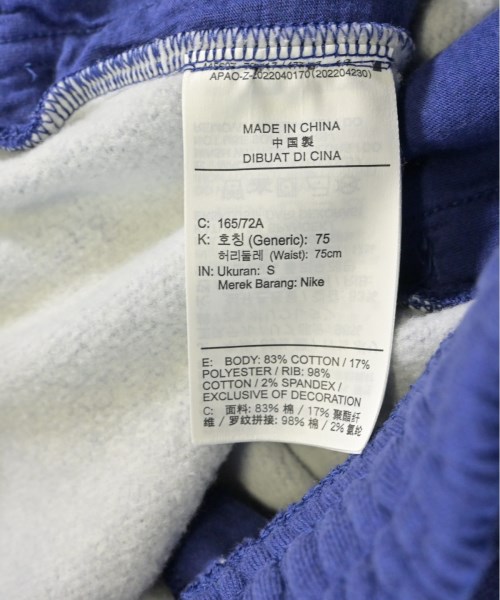 APAO-Z-2022040170(202204230)
MADE IN CHINA
中国製
DIBUAT DI CINA
C: 165/72A
K: 호칭 (Generic): 75
허리둘레 (Waist): 75cm
IN: Ukuran: S
Merek Barang: Nike
E: BODY: 83% COTTON / 17%
POLYESTER / RIB: 98%
COTTON / 2% SPANDEX /
EXCLUSIVE OF DECORATION
C: 面料: 83% 棉 / 17% 聚酯纤
维 / 罗纹拼接: 98% 棉 / 2% 氨纶